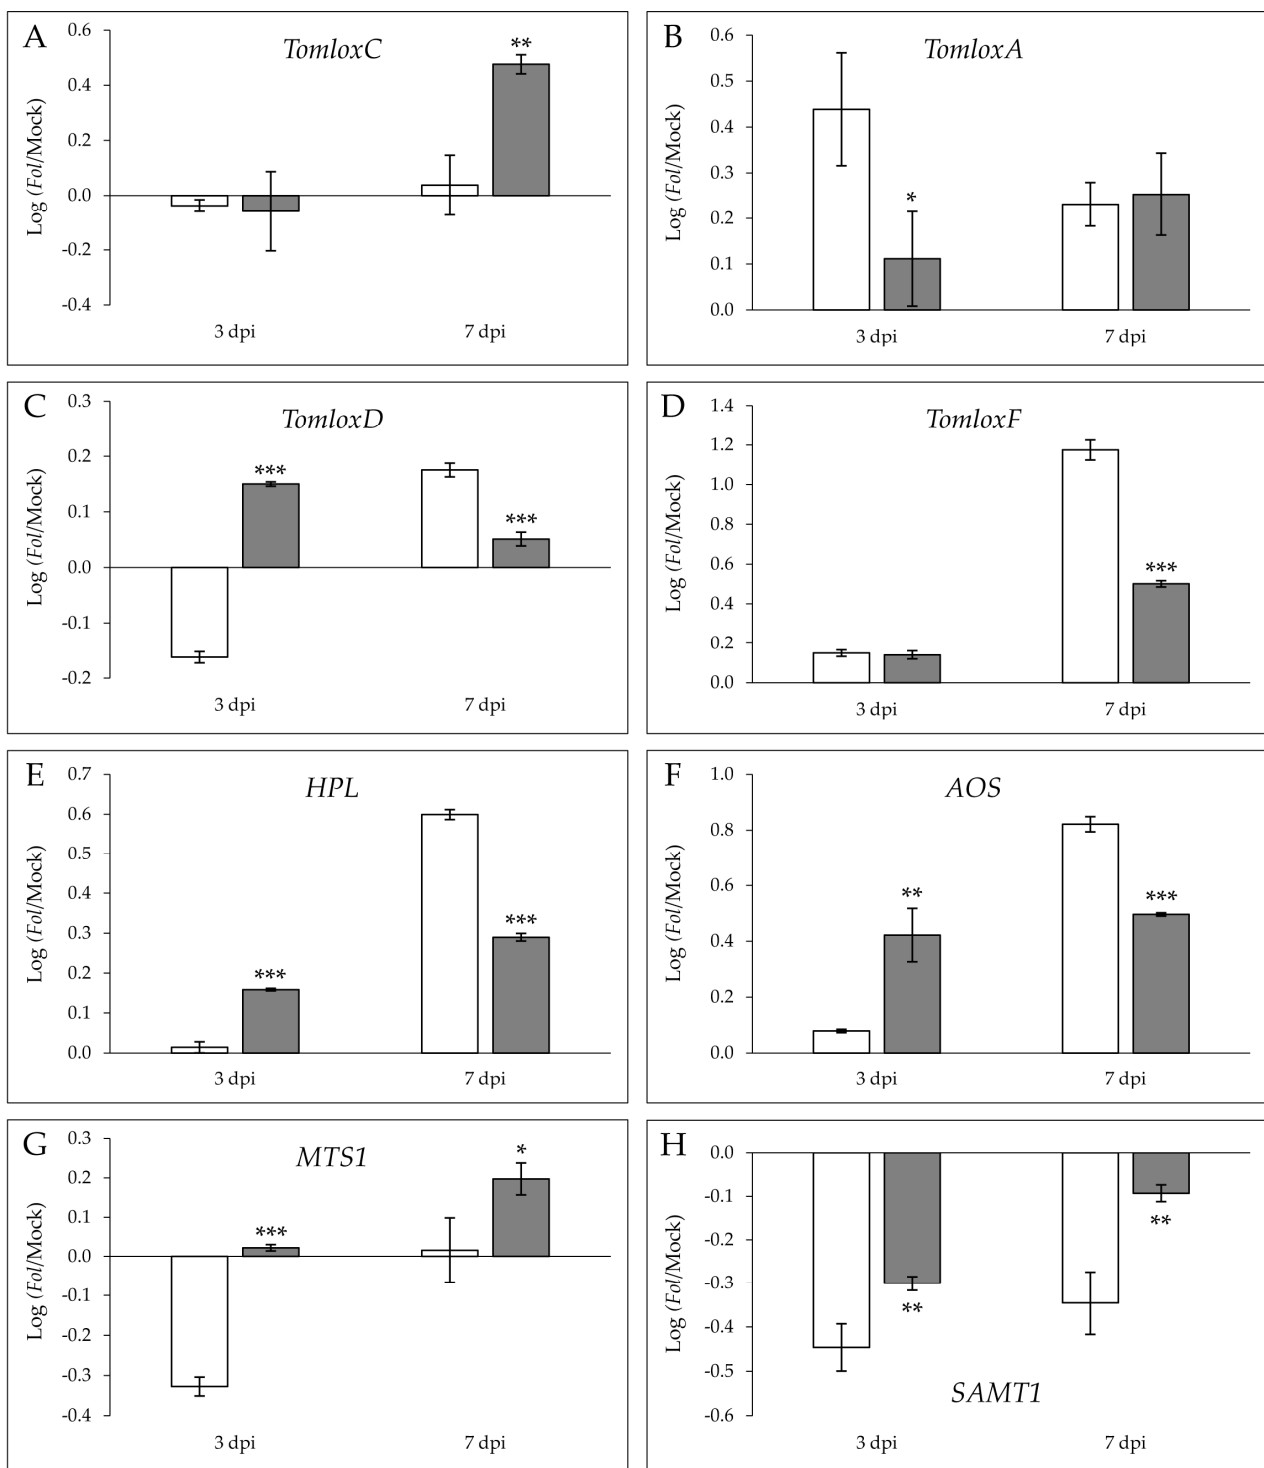 A
TomloxC
Log (Fol/Mock)
0.6
0.4
0.2
0.0
-0.2
-0.4
**
3 dpi
7 dpi
B
TomloxA
Log (Fol/Mock)
0.6
0.5
0.4
0.3
0.2
0.1
0.0
*
3 dpi
7 dpi
C
TomloxD
Log (Fol/Mock)
0.3
0.2
0.1
0.0
-0.1
-0.2
***
***
3 dpi
7 dpi
D
TomloxF
Log (Fol/Mock)
1.4
1.2
1.0
0.8
0.6
0.4
0.2
0.0
***
3 dpi
7 dpi
E
HPL
Log (Fol/Mock)
0.7
0.6
0.5
0.4
0.3
0.2
0.1
0.0
***
***
3 dpi
7 dpi
F
AOS
Log (Fol/Mock)
1.0
0.8
0.6
0.4
0.2
0.0
**
***
3 dpi
7 dpi
G
MTS1
Log (Fol/Mock)
0.3
0.2
0.1
0.0
-0.1
-0.2
-0.3
-0.4
***
*
3 dpi
7 dpi
H
Log (Fol/Mock)
0.0
-0.1
-0.2
-0.3
-0.4
-0.5
-0.6
**
**
SAMT1
3 dpi
7 dpi